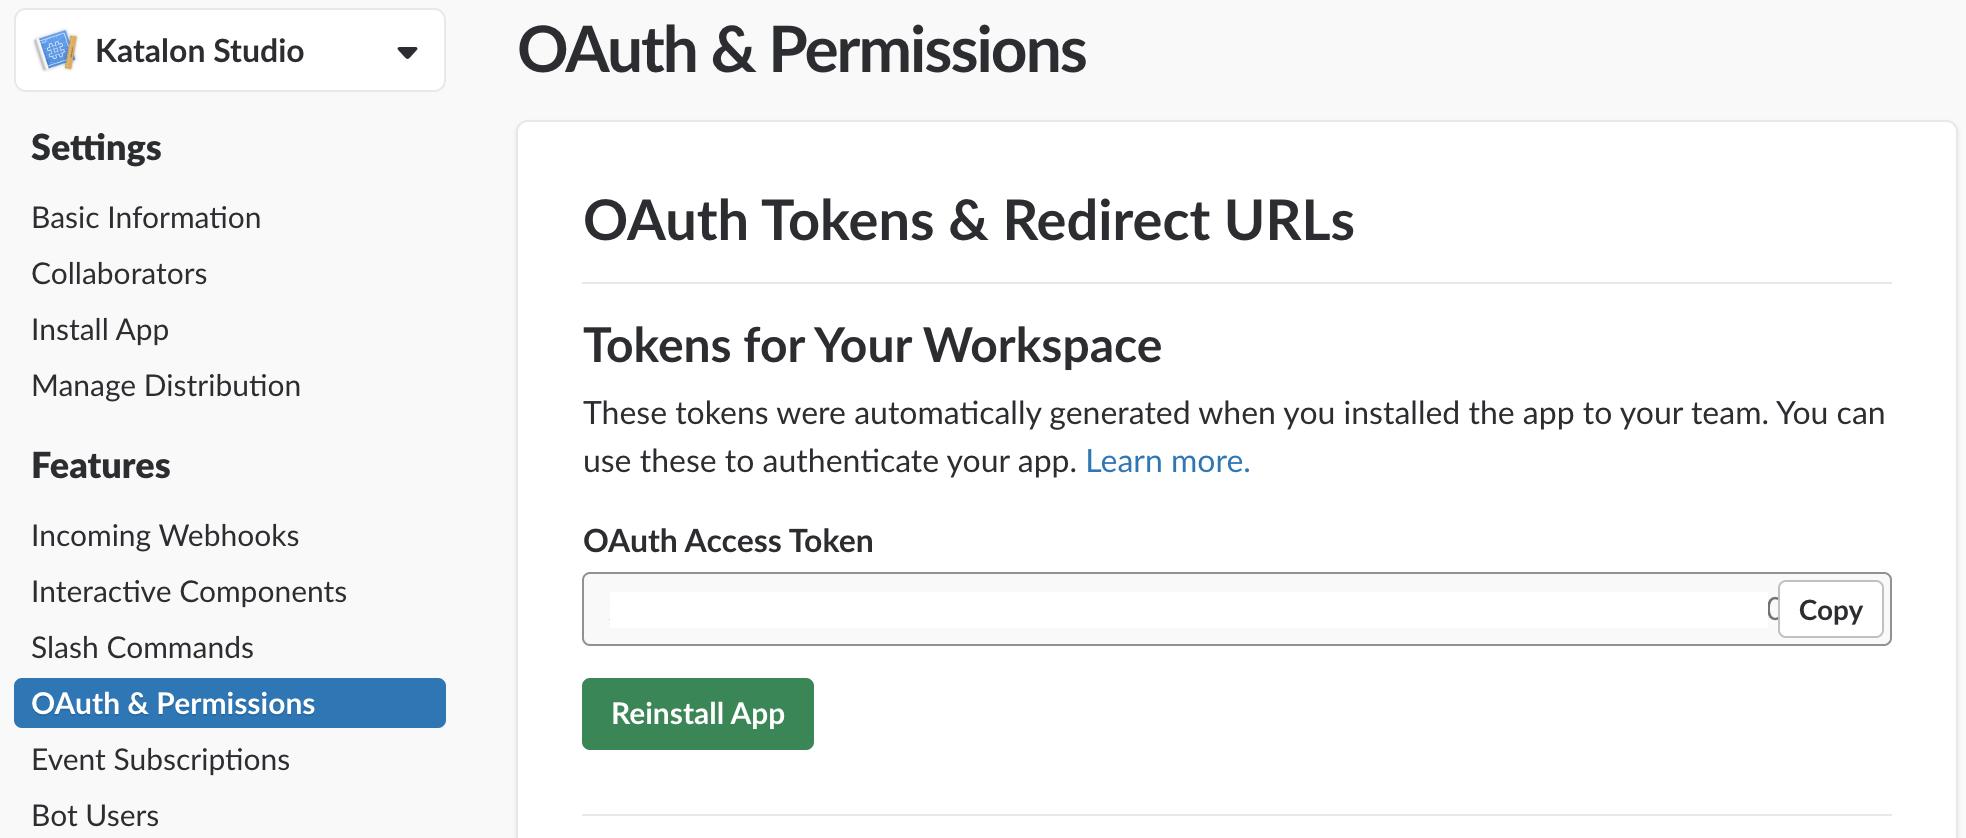 Katalon Studio
Settings
Basic Information
Collaborators
Install App
Manage Distribution
Features
Incoming Webhooks
Interactive Components
Slash Commands
OAuth & Permissions
Event Subscriptions
Bot Users
OAuth & Permissions
OAuth Tokens & Redirect URLs
Tokens for Your Workspace
These tokens were automatically generated when you installed the app to your team. You can
use these to authenticate your app. Learn more.
OAuth Access Token
Copy
Reinstall App